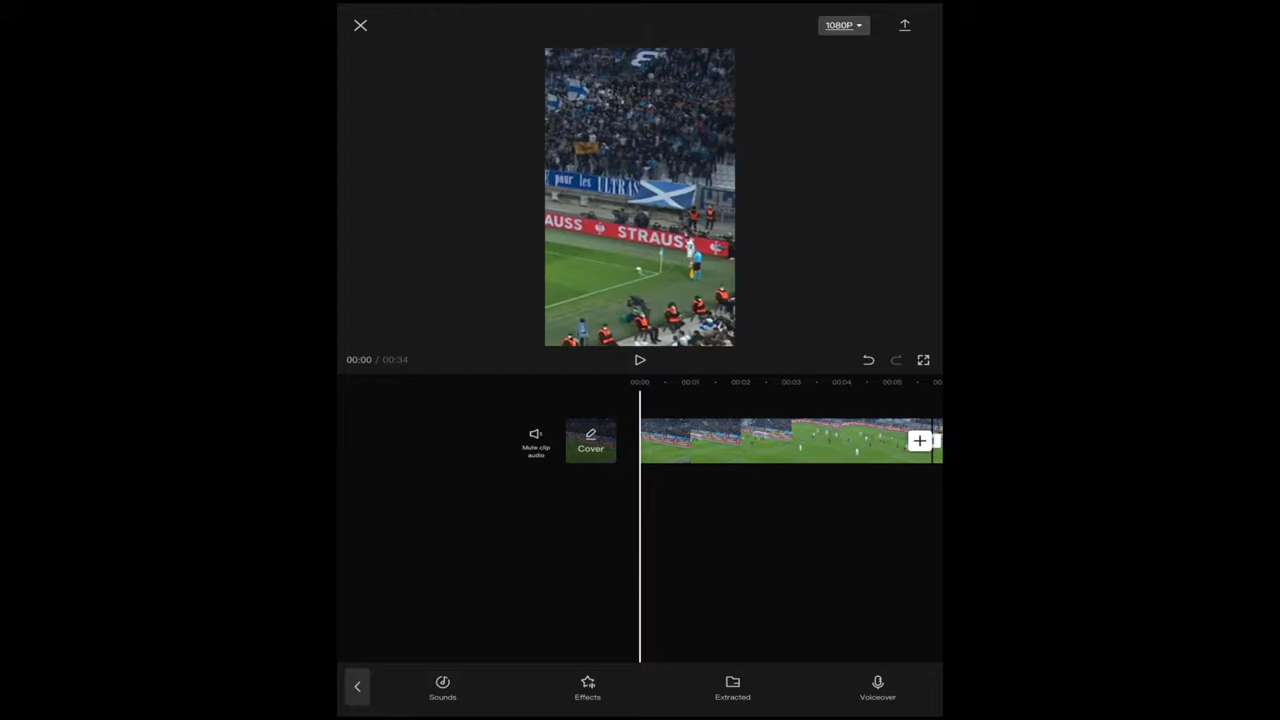 1080P
pour les ULTRAS
AUSS STRAUSS
00:00 / 00:34
00:00 00:01 00:02 00:03 00:04 00:05 00:
Mute clip
audio
Cover
Sounds Effects Extracted Voiceover